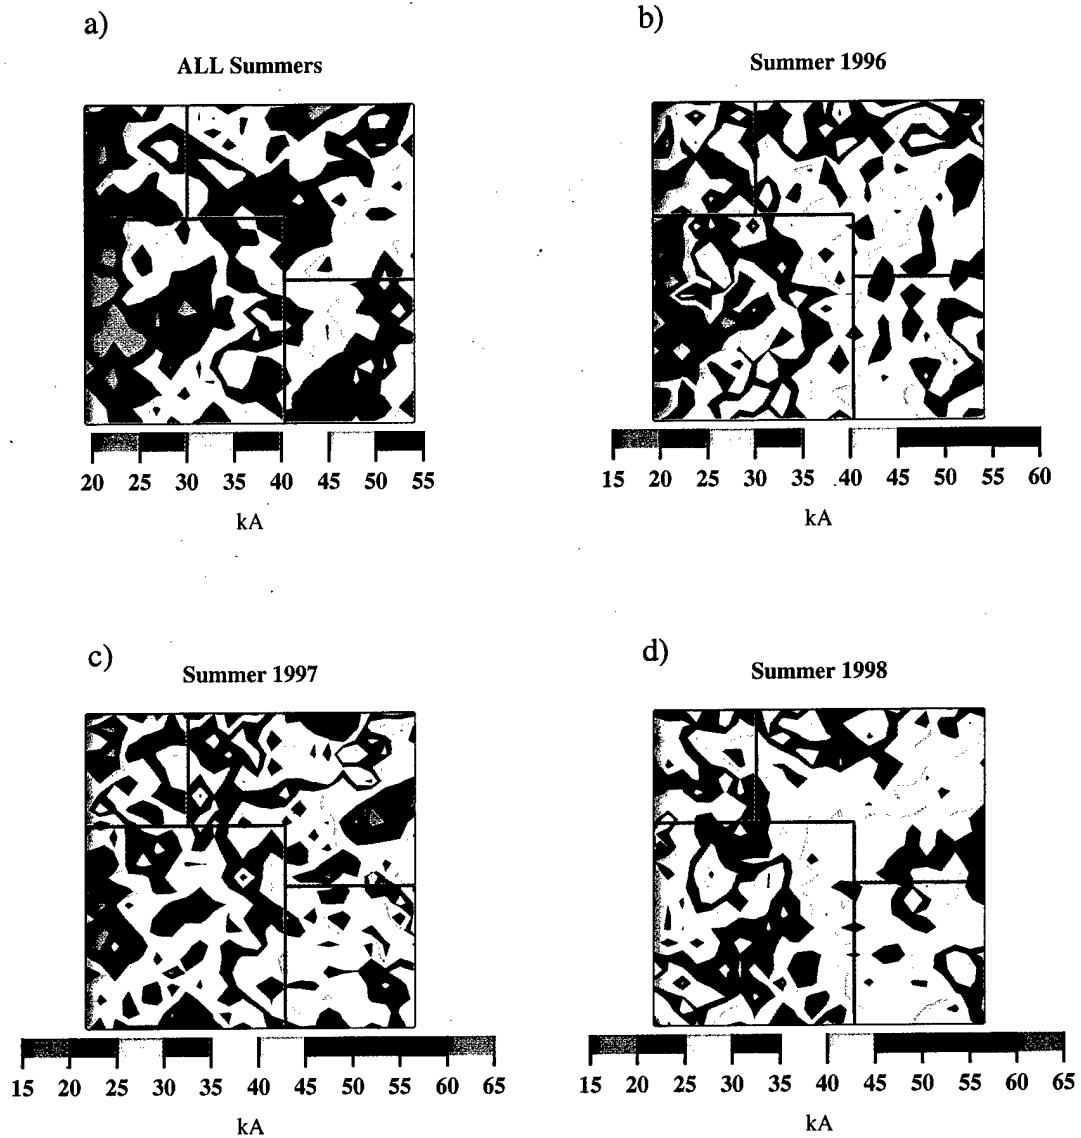 a)
ALL Summers
20 25 30 35 40 45 50 55
kA
b)
Summer 1996
15 20 25 30 35 40 45 50 55 60
kA
c)
Summer 1997
15 20 25 30 35 40 45 50 55 60 65
kA
d)
Summer 1998
15 20 25 30 35 40 45 50 55 60 65
kA